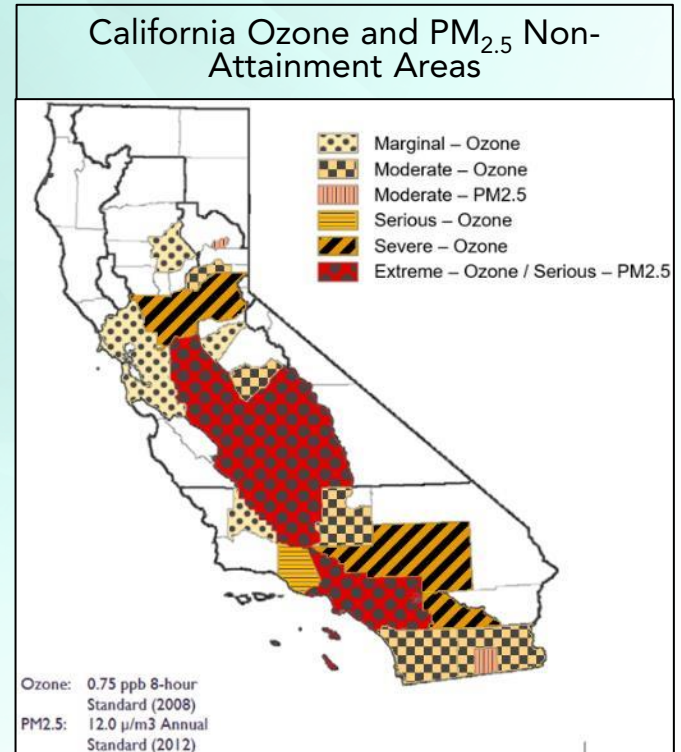 California Ozone and PM2.5 Non-
Attainment Areas
Marginal – Ozone
Moderate – Ozone
Moderate – PM2.5
Serious – Ozone
Severe – Ozone
Extreme – Ozone / Serious – PM2.5
Ozone: 0.75 ppb 8-hour
Standard (2008)
PM2.5: 12.0 µ/m3 Annual
Standard (2012)